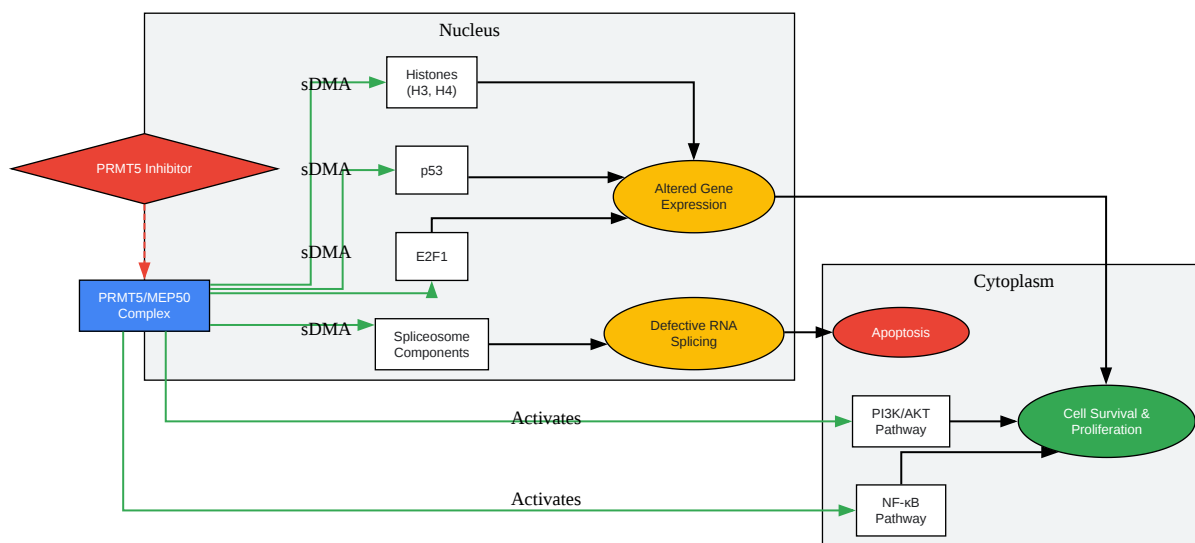 Nucleus
sDMA
Histones
(H3, H4)
PRMT5 Inhibitor
sDMA
p53
Altered Gene
Expression
sDMA
E2F1
PRMT5/MEP50
Complex
Cytoplasm
sDMA
Spliceosome
Components
Defective RNA
Splicing
Apoptosis
Activates
PI3K/AKT
Pathway
Cell Survival &
Proliferation
Activates
NF-κB
Pathway